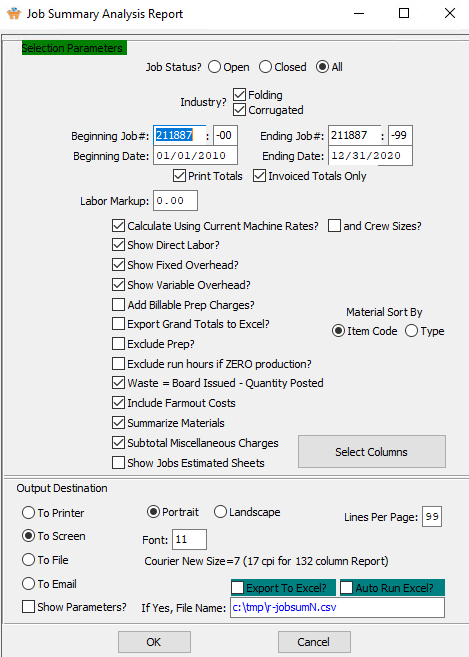 Job Summary Analysis Report
Selection Parameters
Job Status? Open Closed All
Industry? Folding
Corrugated
Beginning Job#: 211887 : -00 Ending Job#: 211887 : -99
Beginning Date: 01/01/2010 Ending Date: 12/31/2020
Print Totals Invoiced Totals Only
Labor Markup: 0.00
Calculate Using Current Machine Rates? and Crew Sizes?
Show Direct Labor?
Show Fixed Overhead?
Show Variable Overhead?
Add Billable Prep Charges? Material Sort By
Export Grand Totals to Excel? Item Code Type
Exclude Prep?
Exclude run hours if ZERO production?
Waste = Board Issued - Quantity Posted
Include Farmout Costs
Summarize Materials
Subtotal Miscellaneous Charges Select Columns
Show Jobs Estimated Sheets
Output Destination
To Printer Portrait Landscape Lines Per Page: 99
To Screen Font: 11
To File Courier New Size=7 (17 cpi for 132 column Report)
To Email Export To Excel? Auto Run Excel?
Show Parameters? If Yes, File Name: c:\tmp\r-jobsumN.csv
OK Cancel